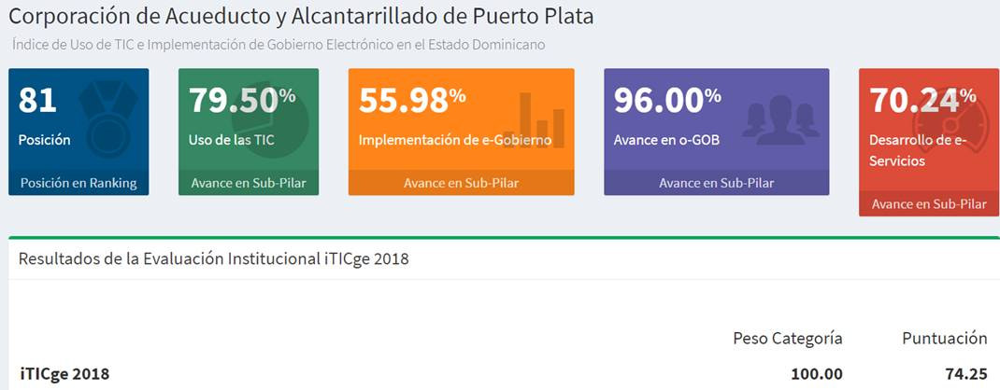 Corporación de Acueducto y Alcantarrillado de Puerto Plata
Índice de Uso de TIC e Implementación de Gobierno Electrónico en el Estado Dominicano
81
Posición
Posición en Ranking
79.50%
Uso de las TIC
Avance en Sub-Pilar
55.98%
Implementación de e-Gobierno
Avance en Sub-Pilar
96.00%
Avance en o-GOB
Avance en Sub-Pilar
70.24%
Desarrollo de e-
Servicios
Avance en Sub-Pilar
Resultados de la Evaluación Institucional iTICge 2018
Peso Categoría Puntuación
iTICge 2018 100.00 74.25